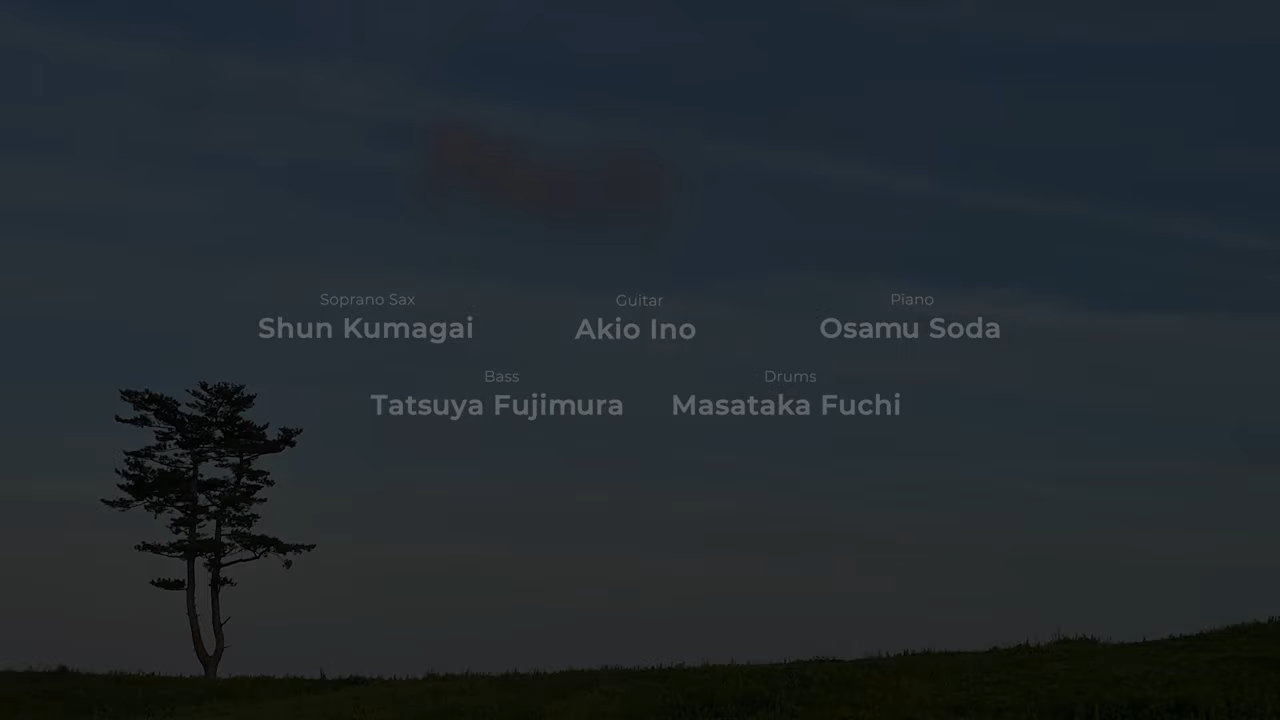 Soprano Sax Guitar Piano
Shun Kumagai Akio Ino Osamu Soda
Bass Drums
Tatsuya Fujimura Masataka Fuchi